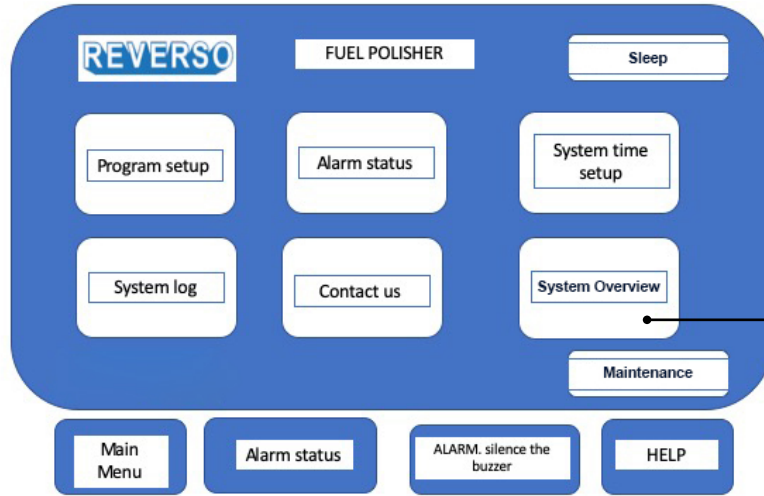 REVERSO
FUEL POLISHER
Sleep
Program setup
Alarm status
System time
setup
System log
Contact us
System Overview
Maintenance
Main
Menu
Alarm status
ALARM. silence the
buzzer
HELP